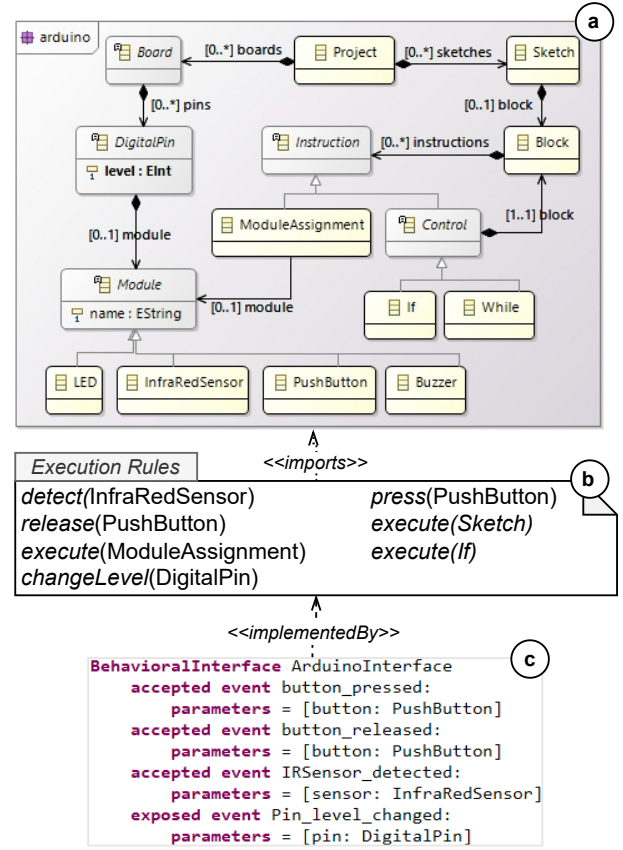 a
arduino
Board
[0..*] boards
Project
[0..*] sketches
Sketch
[0..*] pins
[0..1] block
DigitalPin
level : EInt
Instruction
[0..*] instructions
Block
[0..1] module
ModuleAssignment
Control
[1..1] block
Module
name : EString
[0..1] module
If
While
LED
InfraRedSensor
PushButton
Buzzer
<<imports>>
Execution Rules
b
detect(InfraRedSensor)
press(PushButton)
release(PushButton)
execute(Sketch)
execute(ModuleAssignment)
execute(If)
changeLevel(DigitalPin)
<<implementedBy>>
c
BehavioralInterface ArduinoInterface
accepted event button_pressed:
parameters = [button: PushButton]
accepted event button_released:
parameters = [button: PushButton]
accepted event IRSensor_detected:
parameters = [sensor: InfraRedSensor]
exposed event Pin_level_changed:
parameters = [pin: DigitalPin]